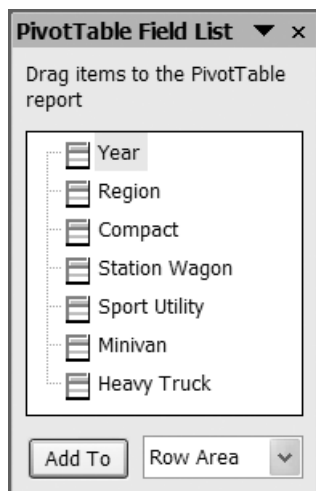 PivotTable Field List
Drag items to the PivotTable
report
Year
Region
Compact
Station Wagon
Sport Utility
Minivan
Heavy Truck
Add To Row Area